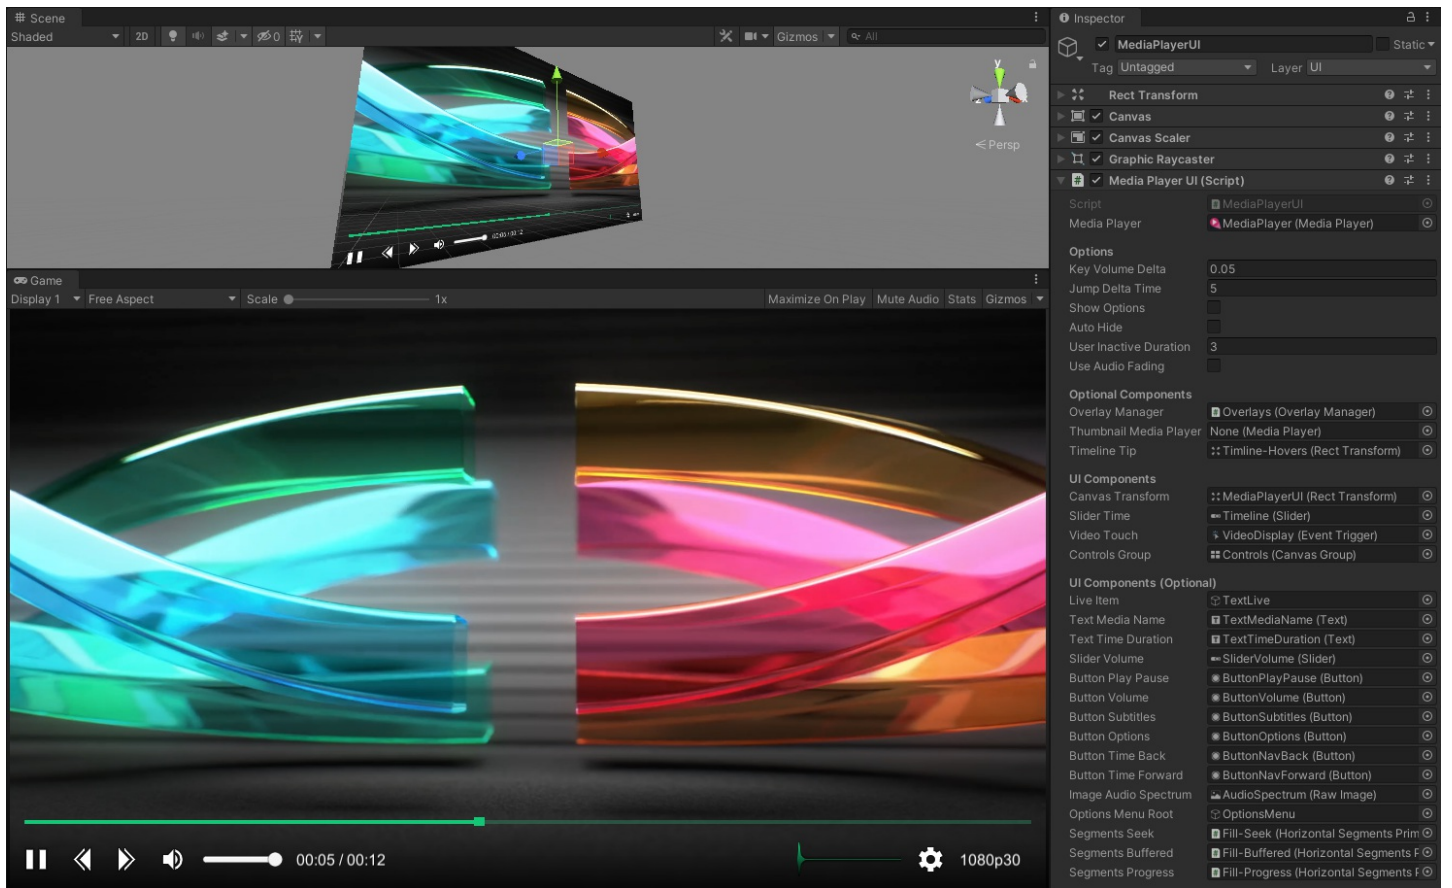 Scene
Shaded
2D
0
Gizmos
All
y
Persp
Game
Display 1
Free Aspect
Scale
1x
Maximize On Play
Mute Audio
Stats
Gizmos
00:05 / 00:12
00:05 / 00:12
1080p30
Inspector
MediaPlayerUI
Static
Tag Untagged
Layer UI
Rect Transform
Canvas
Canvas Scaler
Graphic Raycaster
Media Player UI (Script)
Script MediaPlayerUI
Media Player MediaPlayer (Media Player)
Options
Key Volume Delta 0.05
Jump Delta Time 5
Show Options
Auto Hide
User Inactive Duration 3
Use Audio Fading
Optional Components
Overlay Manager Overlays (Overlay Manager)
Thumbnail Media Player None (Media Player)
Timeline Tip Timline-Hovers (Rect Transform)
UI Components
Canvas Transform MediaPlayerUI (Rect Transform)
Slider Time Timeline (Slider)
Video Touch VideoDisplay (Event Trigger)
Controls Group Controls (Canvas Group)
UI Components (Optional)
Live Item TextLive
Text Media Name TextMediaName (Text)
Text Time Duration TextTimeDuration (Text)
Slider Volume SliderVolume (Slider)
Button Play Pause ButtonPlayPause (Button)
Button Volume ButtonVolume (Button)
Button Subtitles ButtonSubtitles (Button)
Button Options ButtonOptions (Button)
Button Time Back ButtonNavBack (Button)
Button Time Forward ButtonNavForward (Button)
Image Audio Spectrum AudioSpectrum (Raw Image)
Options Menu Root OptionsMenu
Segments Seek Fill-Seek (Horizontal Segments Prim
Segments Buffered Fill-Buffered (Horizontal Segments F
Segments Progress Fill-Progress (Horizontal Segments F